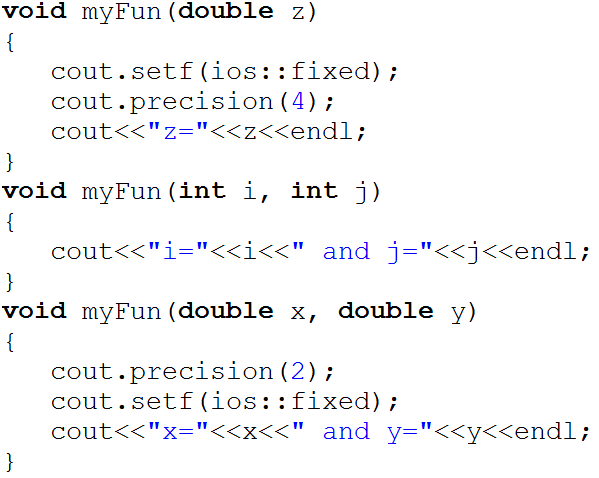 void myFun(double z)
{
   cout.setf(ios::fixed);
   cout.precision(4);
   cout<<"z="<<z<<endl;
}
void myFun(int i, int j)
{
   cout<<"i="<<i<<" and j="<<j<<endl;
}
void myFun(double x, double y)
{
   cout.precision(2);
   cout.setf(ios::fixed);
   cout<<"x="<<x<<" and y="<<y<<endl;
}